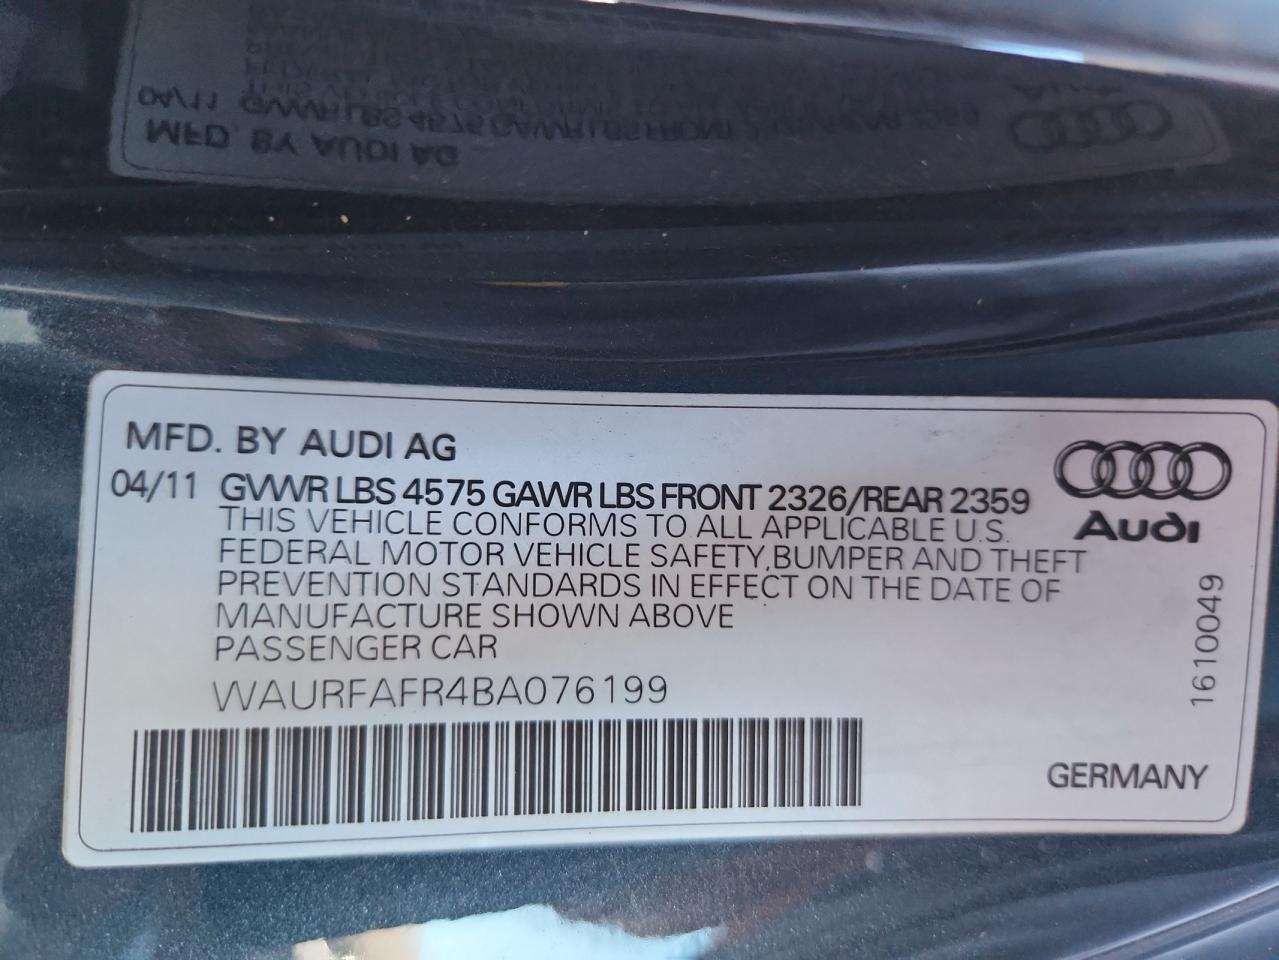 MFD. BY AUDI AG
04/11 GVWR LBS 4575 GAWR LBS FRONT 2326/REAR 2359
THIS VEHICLE CONFORMS TO ALL APPLICABLE U.S.
FEDERAL MOTOR VEHICLE SAFETY,BUMPER AND THEFT
PREVENTION STANDARDS IN EFFECT ON THE DATE OF
MANUFACTURE SHOWN ABOVE
PASSENGER CAR
WAURFAFR4BA076199
Audi
1610049
GERMANY